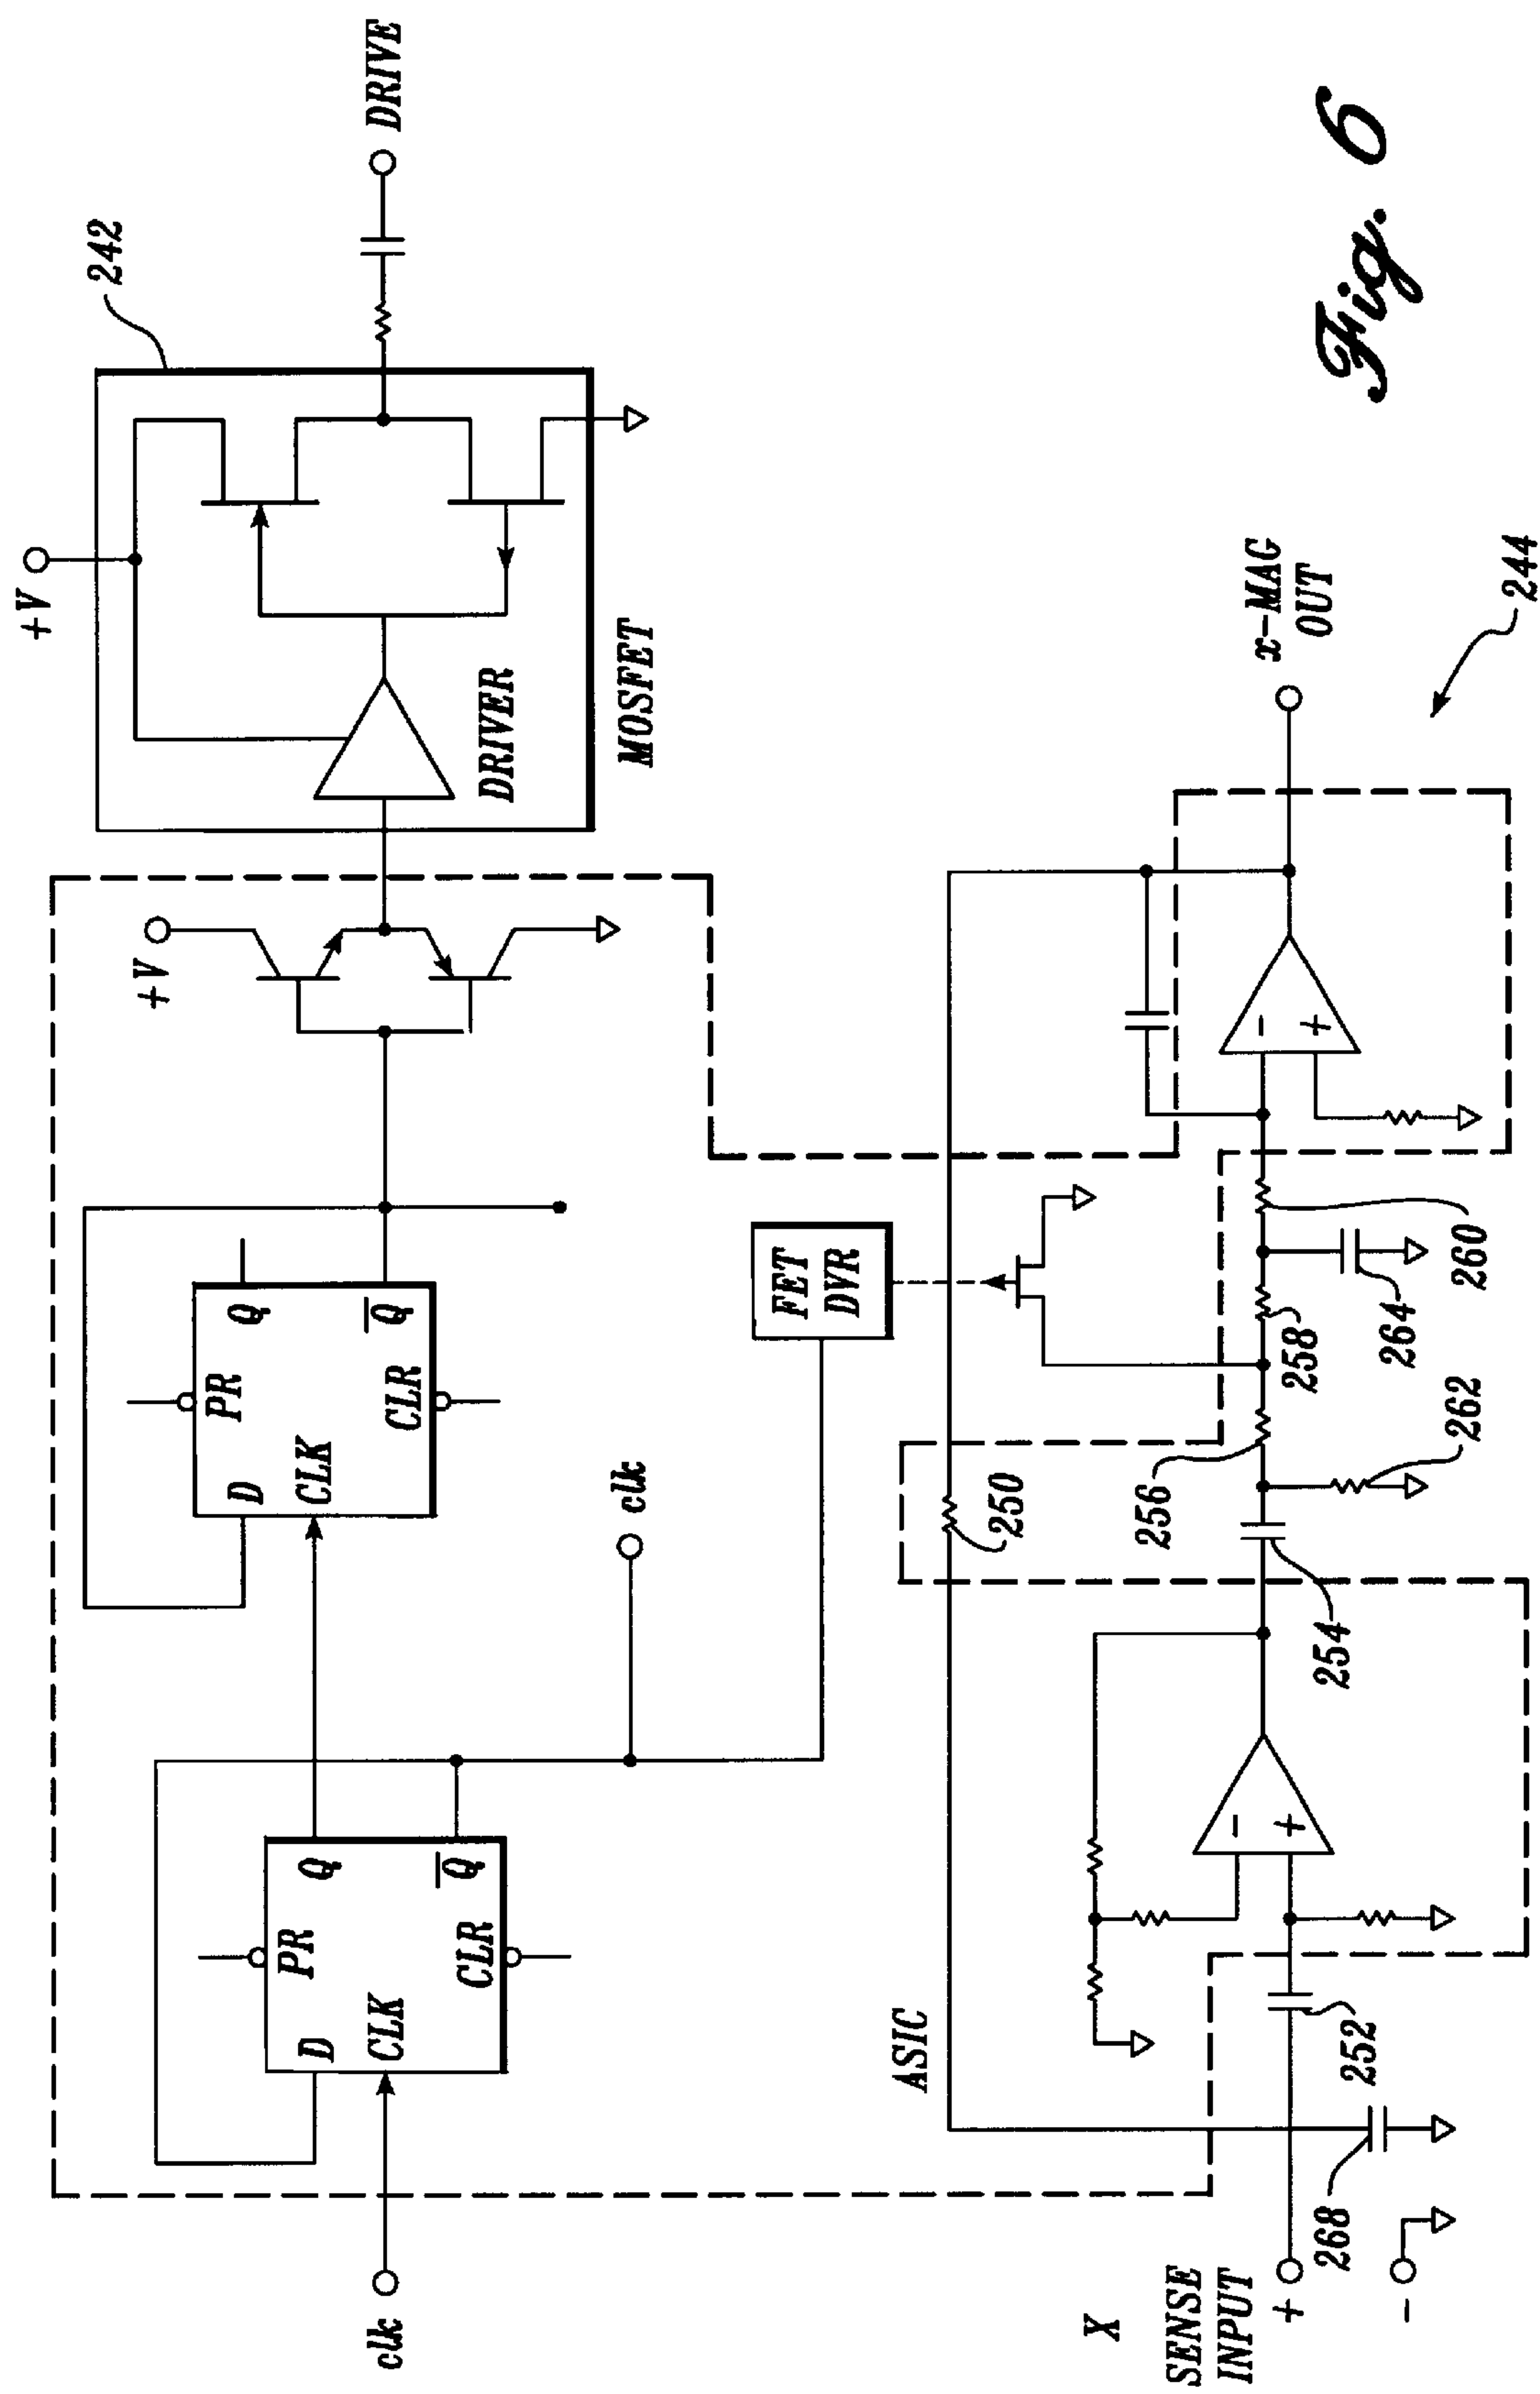 +V
242
DRIVE
DRIVER
MOSFET
+V
D
PR
Q
CLK
CLR
Q
D
PR
Q
CLK
CLR
Q
clk
clk
FET
DVR
ASIC
250
X
SENSE
INPUT
+
-
268
252
-
+
254
256
262
258
264
260
-
+
x-MAG
OUT
244
Fig. 6